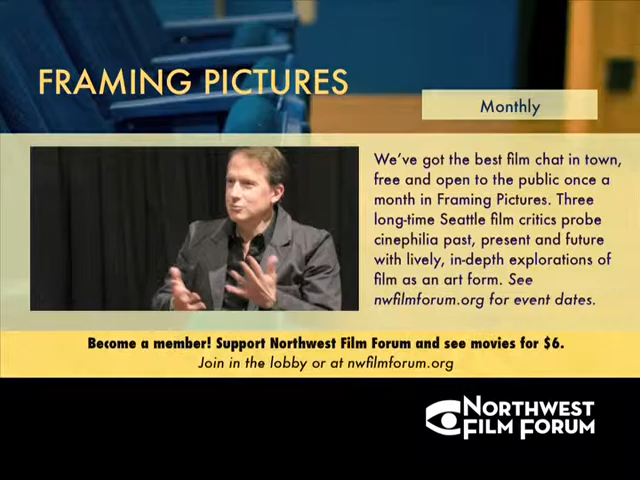 FRAMING PICTURES
Monthly
We've got the best film chat in town,
free and open to the public once a
month in Framing Pictures. Three
long-time Seattle film critics probe
cinephilia past, present and future
with lively, in-depth explorations of
film as an art form. See
nwfilmforum.org for event dates.
Become a member! Support Northwest Film Forum and see movies for $6.
Join in the lobby or at nwfilmforum.org
NORTHWEST
FILM FORUM